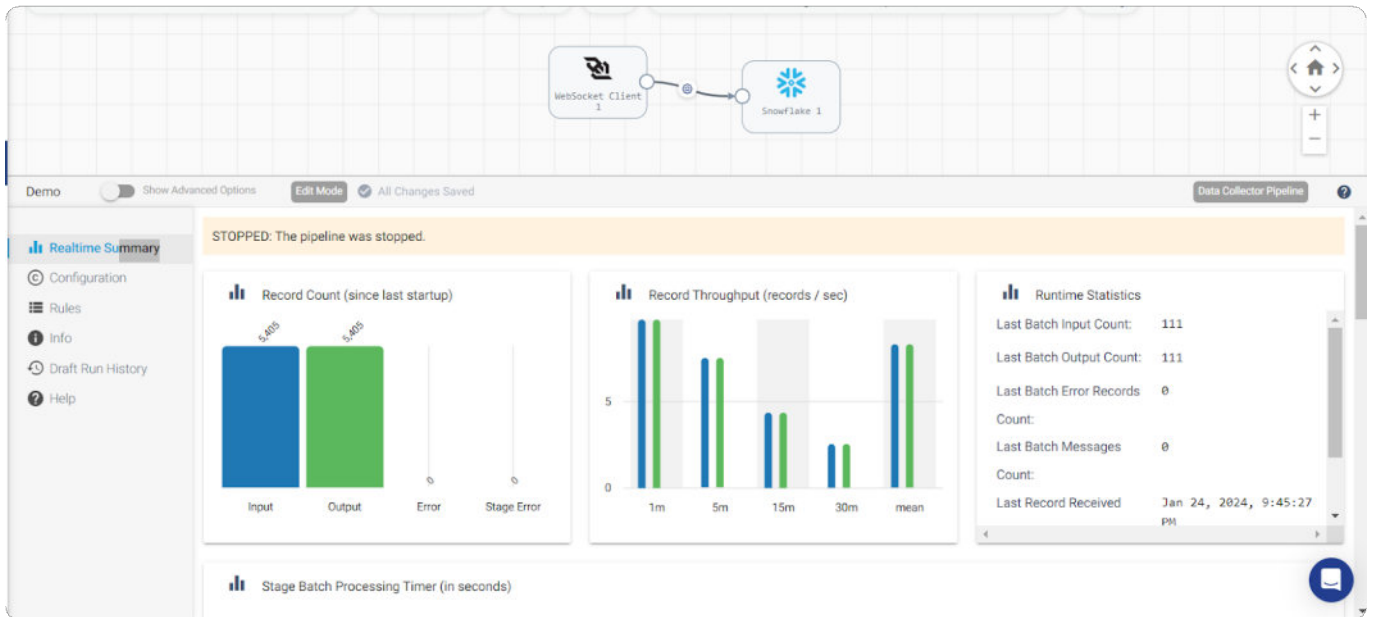 WebSocket Client
1
Snowflake 1
Demo
Show Advanced Options
Edit Mode
All Changes Saved
Data Collector Pipeline
Realtime Summary
Configuration
Rules
Info
Draft Run History
Help
STOPPED: The pipeline was stopped.
Record Count (since last startup)
5,405
5,405
0
0
Input
Output
Error
Stage Error
Record Throughput (records / sec)
5
0
1m
5m
15m
30m
mean
Runtime Statistics
Last Batch Input Count: 111
Last Batch Output Count: 111
Last Batch Error Records 0
Count:
Last Batch Messages 0
Count:
Last Record Received Jan 24, 2024, 9:45:27
PM
Stage Batch Processing Timer (in seconds)